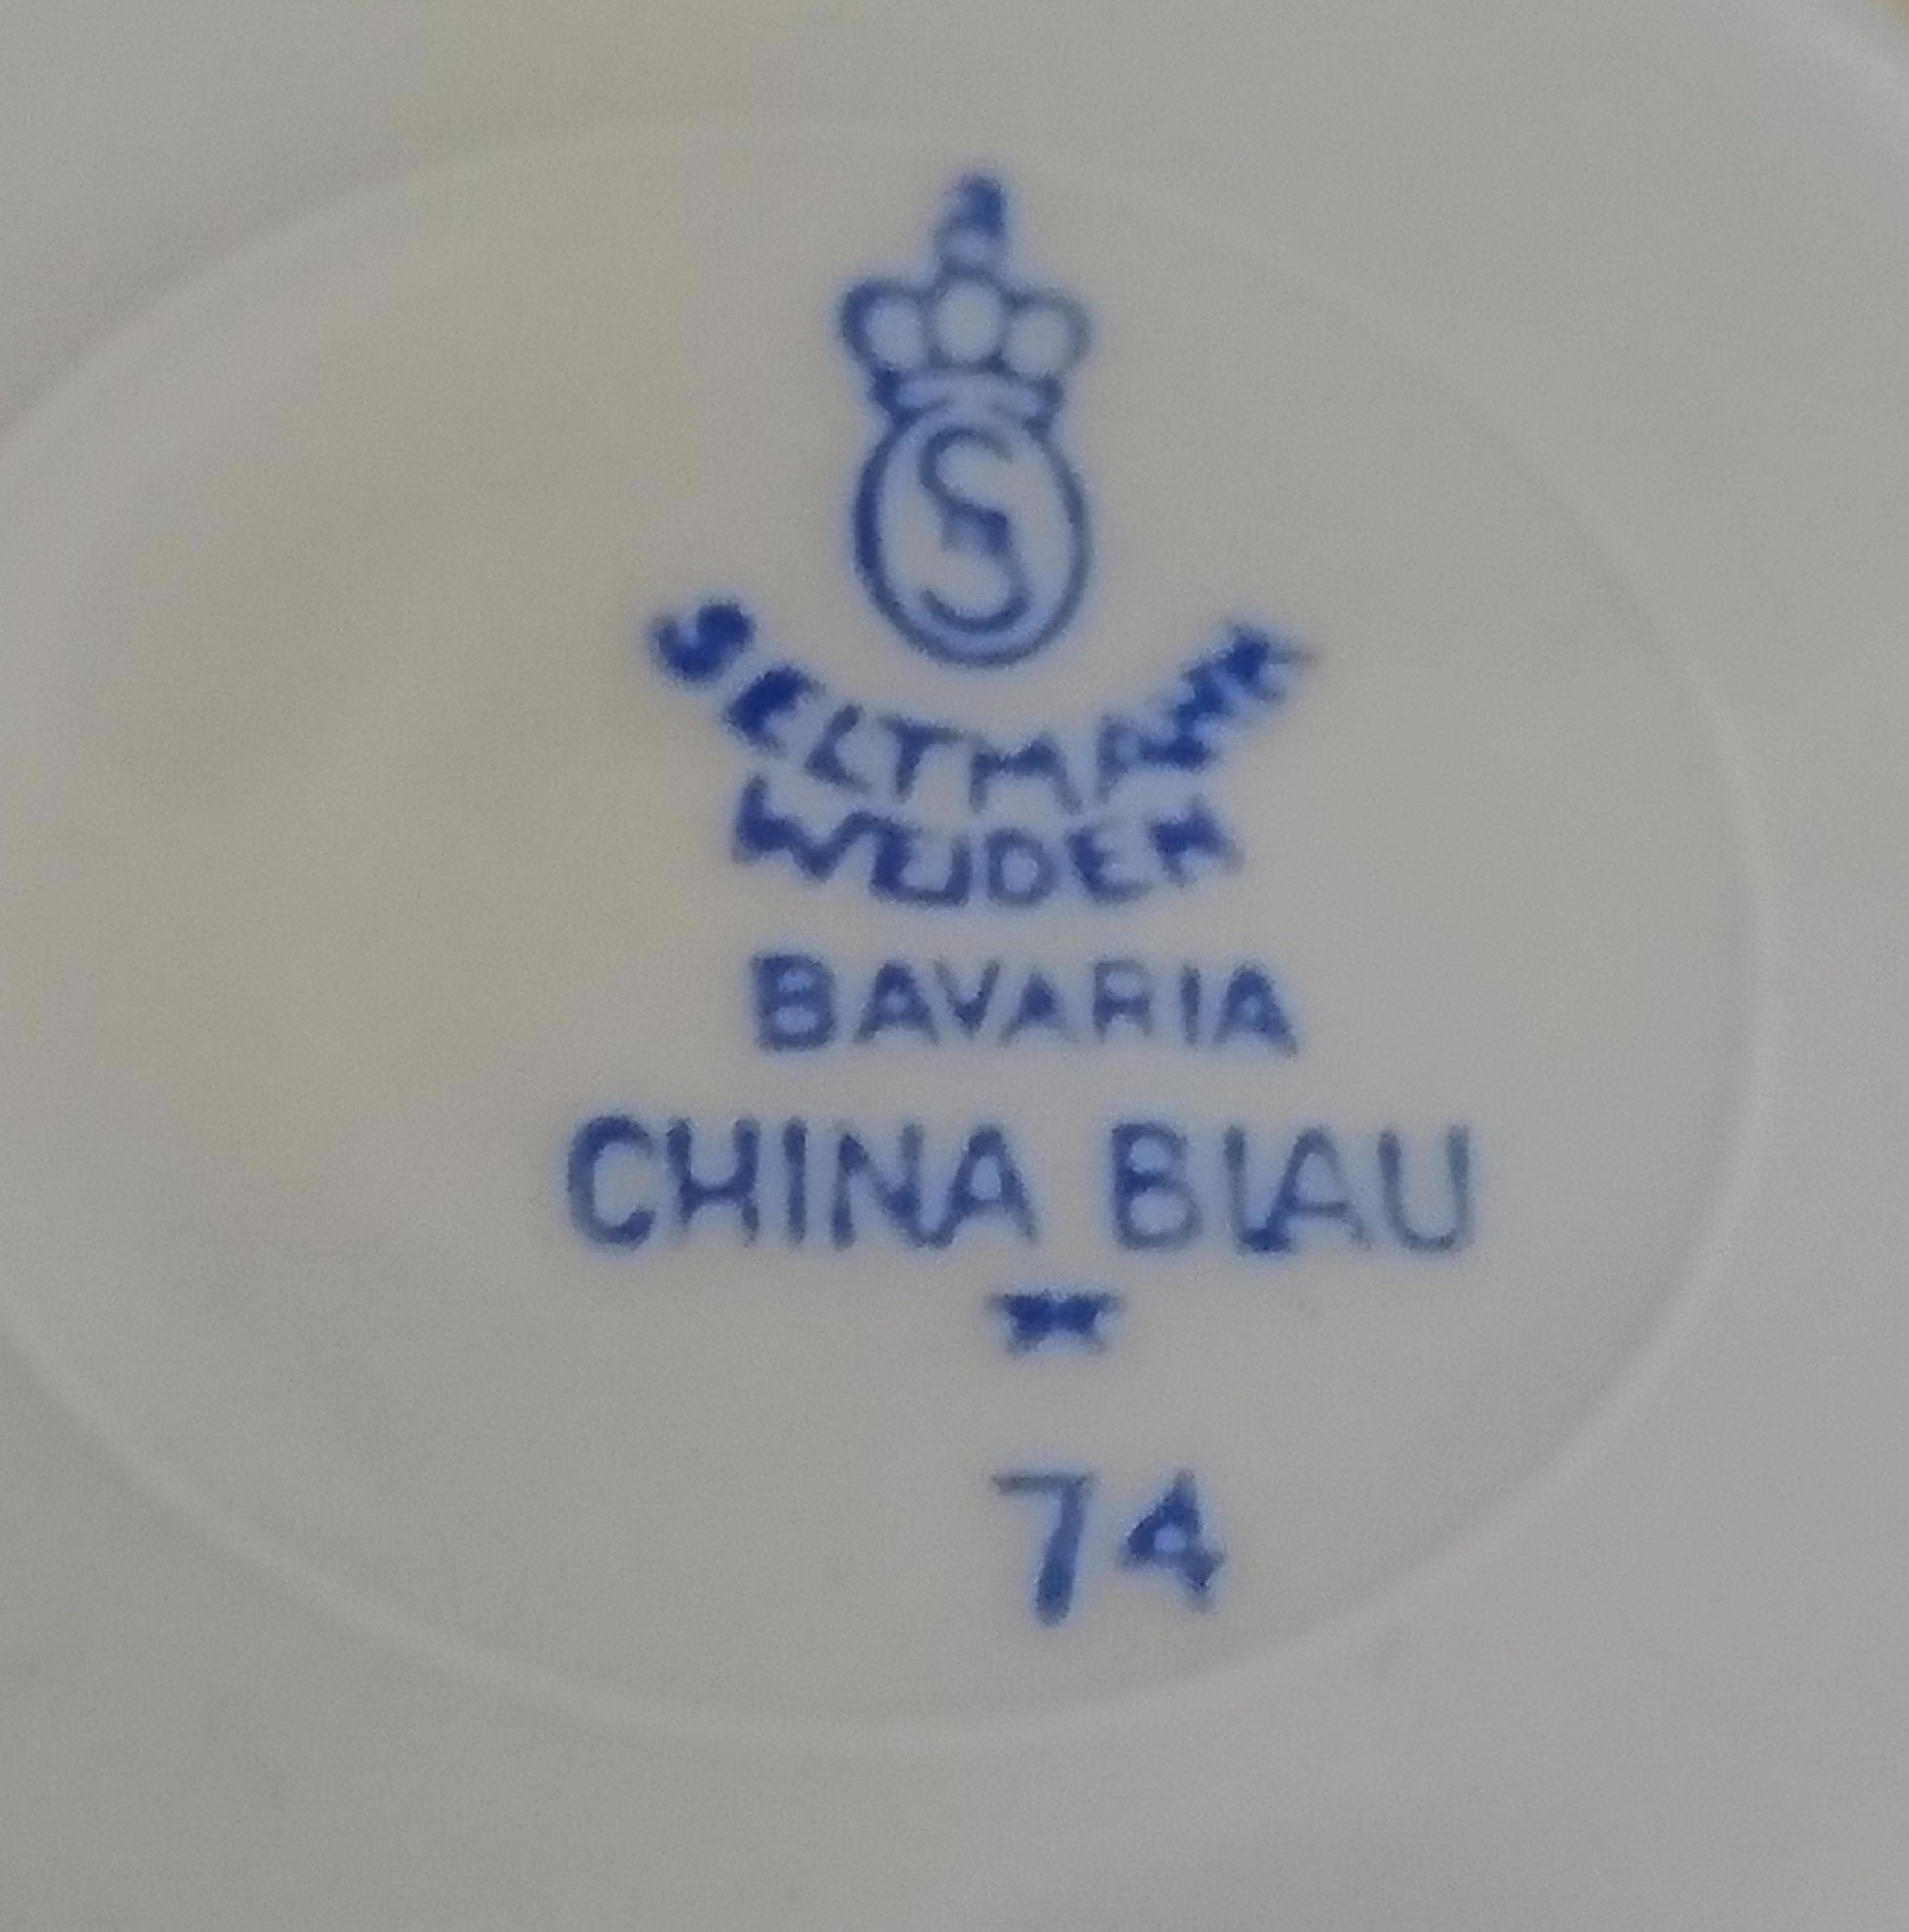 S
SELTMANN
WEIDEN
BAVARIA
CHINA BLAU
74